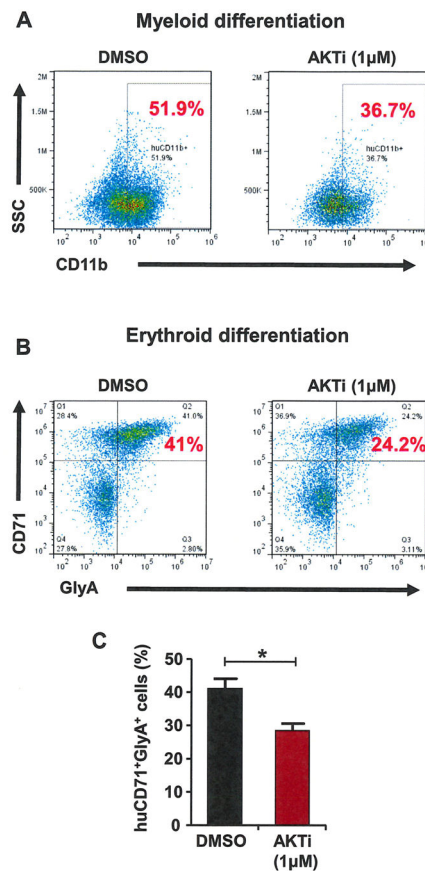 A Myeloid differentiation
DMSO AKTi (1µM)
2M 2M
51.9% 36.7%
1.5M 1.5M
huCD11b+ huCD11b+
51.9% 36.7%
1M 1M
SSC
500K 500K
10² 10³ 10⁴ 10⁵ 10⁶ 10² 10³ 10⁴ 10⁵ 10⁶
CD11b
B Erythroid differentiation
DMSO AKTi (1µM)
10⁷ Q1 Q2 10⁷ Q1 Q2
28.4% 41.0% 36.9% 24.2%
10⁶ 10⁶
41% 24.2%
10⁵ 10⁵
CD71
10⁴ 10⁴
10³ 10³
Q4 Q3 Q4 Q3
10² 27.8% 2.80% 10² 35.9% 3.11%
10² 10³ 10⁴ 10⁵ 10⁶ 10⁷ 10² 10³ 10⁴ 10⁵ 10⁶ 10⁷
GlyA
C
huCD71⁺GlyA⁺ cells (%)
50
*
40
30
20
10
0
DMSO AKTi
(1µM)